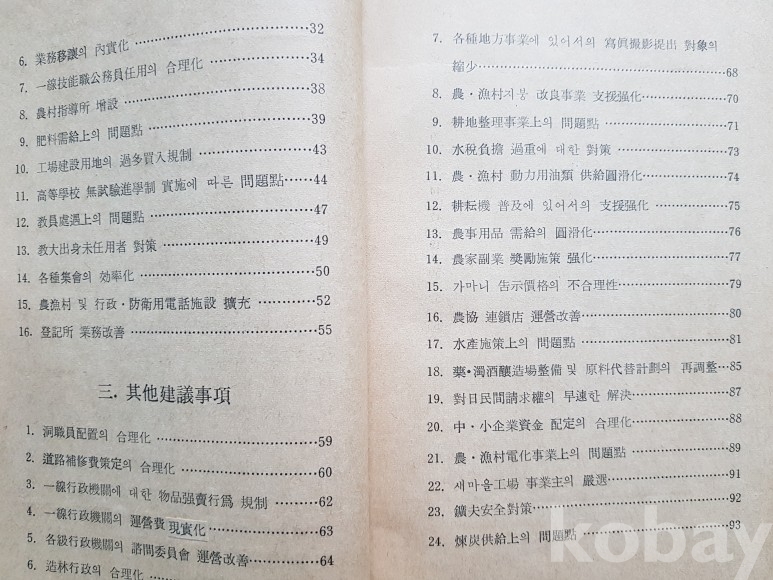 6. 業務移讓의 內實化 ························32
7. 一線技能職公務員任用의 合理化 ················34
8. 農村指導所 增設 ························38
9. 肥料需給上의 問題點 ························39
10. 工場建設用地의 過多買入規制 ················43
11. 高等學校 無試驗進學制 實施에 따른 問題點······44
12. 敎員處遇上의 問題點 ························47
13. 敎大出身未任用者 對策 ························49
14. 各種集會의 効率化 ························50
15. 農漁村 및 行政·防衛用電話施設 擴充 ········52
16. 登記所 業務改善 ························55
三. 其他建議事項
1. 洞職員配置의 合理化 ························59
2. 道路補修費策定의 合理化 ························60
3. 一線行政機關에 대한 物品强賣行爲 規制 ········62
4. 一線行政機關의 運營費 現實化 ················63
5. 各級行政機關의 諮問委員會 運營改善 ········64
6. 造林行政의 合理化
7. 各種地方事業에 있어서의 寫眞撮影提出 對象의
縮少 ························68
8. 農·漁村지붕 改良事業 支援强化 ················70
9. 耕地整理事業上의 問題點 ························71
10. 水稅負擔 過重에 대한 對策 ················73
11. 農·漁村 動力用油類 供給圓滑化 ················74
12. 耕耘機 普及에 있어서의 支援强化 ········75
13. 農事用品 需給의 圓滑化 ························76
14. 農家副業 奬勵施策 强化 ························77
15. 가마니 告示價格의 不合理性 ················79
16. 農協 連鎖店 運營改善 ························80
17. 水產施策上의 問題點 ························81
18. 藥·濁酒釀造場整備 및 原料代替計劃의 再調整···85
19. 對日民間請求權의 早速한 解決 ················87
20. 中·小企業資金 配定의 合理化 ················88
21. 農·漁村電化事業上의 問題點 ················89
22. 새마을工場 事業主의 嚴選 ················91
23. 鑛夫安全對策 ························92
24. 煉炭供給上의 問題點 ························93
kobay